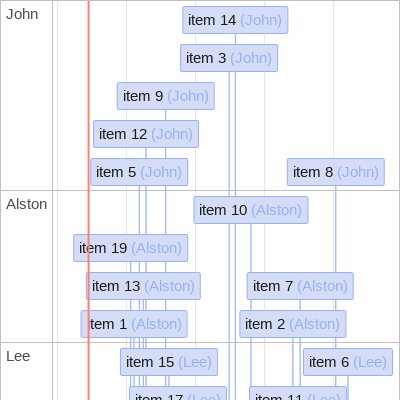 John
item 14 (John)
item 3 (John)
item 9 (John)
item 12 (John)
item 5 (John)
item 8 (John)
Alston
item 10 (Alston)
item 19 (Alston)
item 13 (Alston)
item 7 (Alston)
item 1 (Alston)
item 2 (Alston)
Lee
item 15 (Lee)
item 6 (Lee)
item 17 (Lee)
item 11 (Lee)